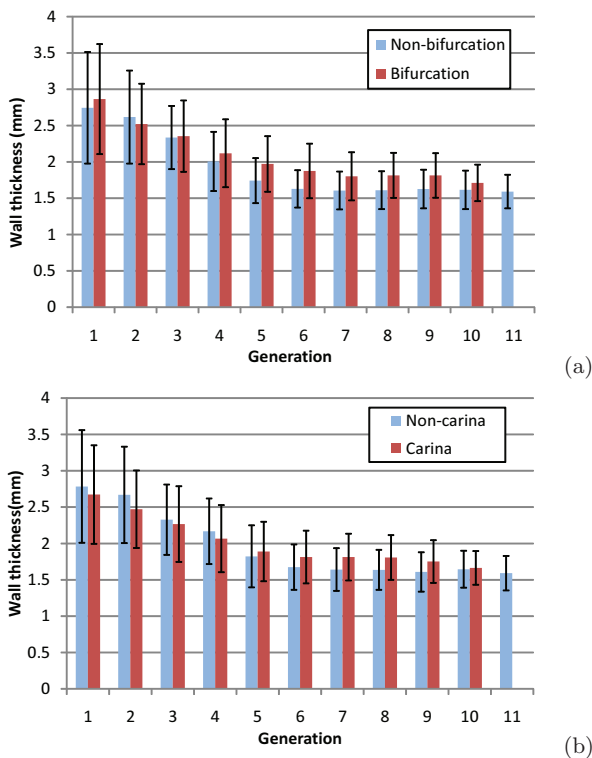 4
3.5
3
2.5
2
1.5
1
0.5
0
Wall thickness (mm)
Non-bifurcation
Bifurcation
1 2 3 4 5 6 7 8 9 10 11
Generation
(a)
4
3.5
3
2.5
2
1.5
1
0.5
0
Wall thickness(mm)
Non-carina
Carina
1 2 3 4 5 6 7 8 9 10 11
Generation
(b)